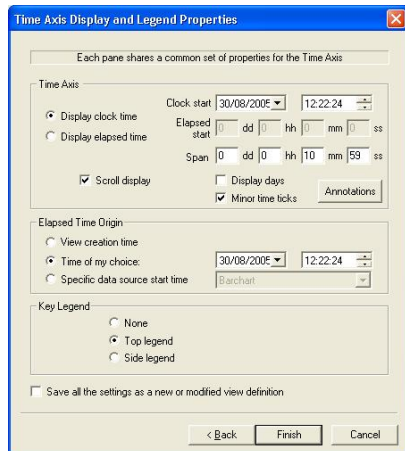 Time Axis Display and Legend Properties
Each pane shares a common set of properties for the Time Axis
Time Axis
Clock start 30/08/2005 12:22:24
Display clock time
Display elapsed time
Elapsed start 0 dd 0 hh 0 mm 0 ss
Span 0 dd 0 hh 10 mm 59 ss
Scroll display
Display days
Minor time ticks
Annotations
Elapsed Time Origin
View creation time
Time of my choice: 30/08/2005 12:22:24
Specific data source start time Barchart
Key Legend
None
Top legend
Side legend
Save all the settings as a new or modified view definition
< Back Finish Cancel